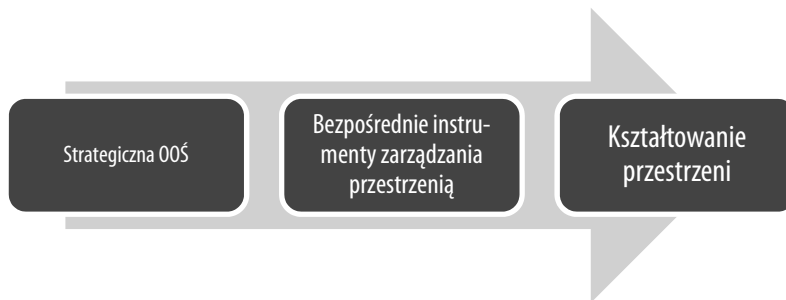 Strategiczna OOŚ
Bezpośrednie instru-
menty zarządzania
przestrzenią
Kształtowanie
przestrzeni